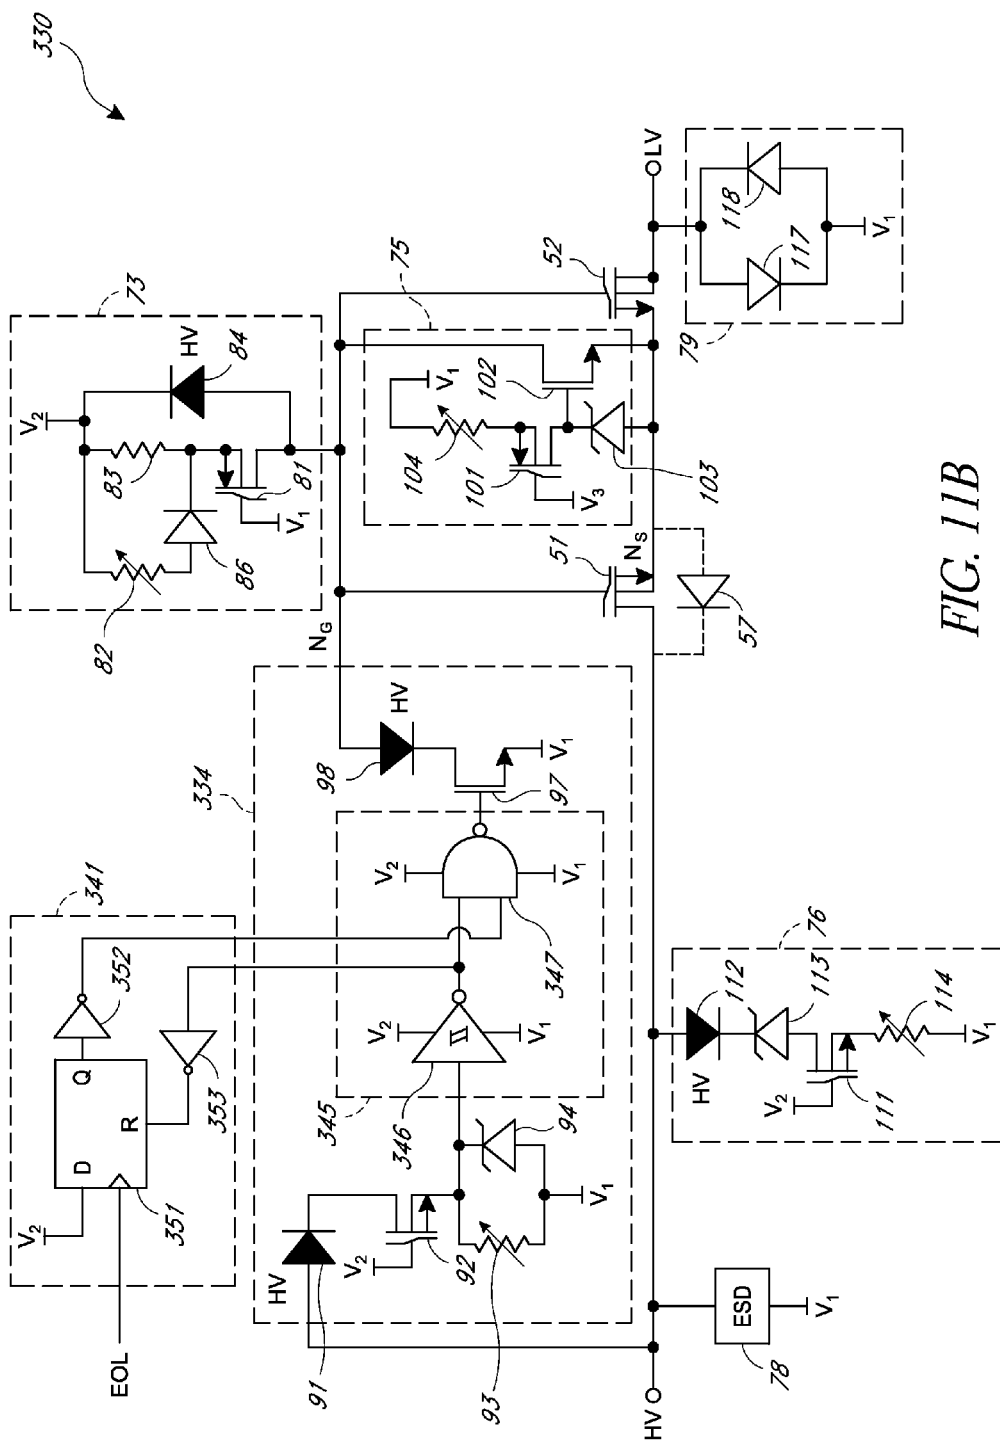 330
73
V₂
HV
84
83
81
V₁
86
82
N_G
75
V₁
104
102
101
V₃
103
52
LV
118
117
V₁
79
51
N_S
57
341
352
V₂
D
Q
R
351
353
EOL
334
98
HV
97
V₁
V₂
V₁
347
V₂
V₁
345
346
HV
91
V₂
92
93
94
V₁
HV
ESD
78
V₁
76
HV
112
113
V₂
111
114
V₁
FIG. 11B